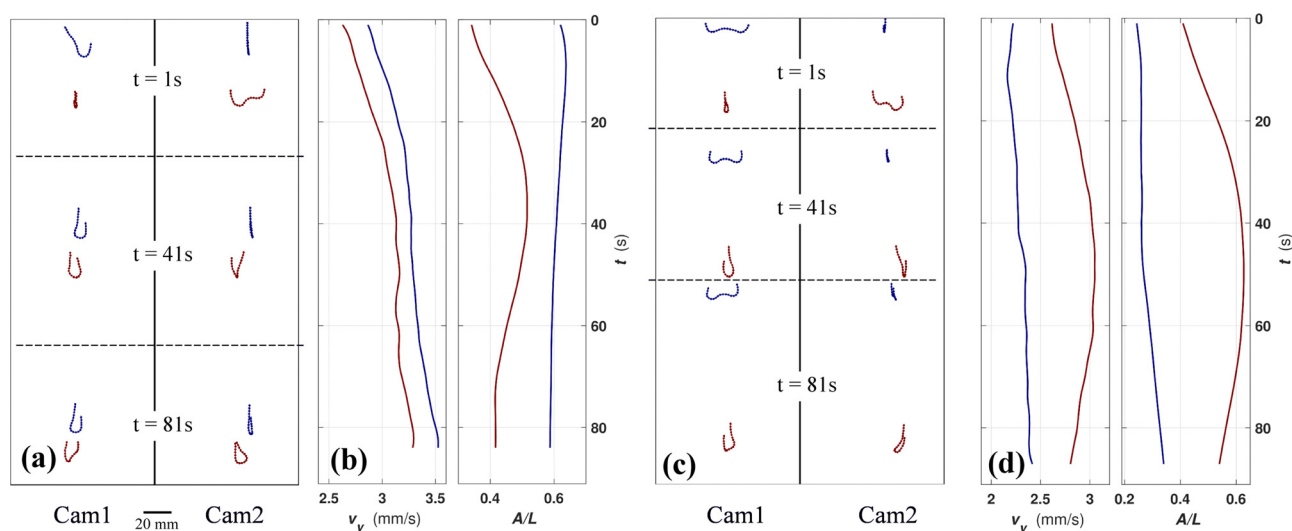 t = 1s
t = 41s
t = 81s
(a)
Cam1
20 mm
Cam2
(b)
2.5 3 3.5
v_v (mm/s)
0.4 0.6
A/L
0
20
40
60
80
t (s)
t = 1s
t = 41s
t = 81s
(c)
Cam1
Cam2
(d)
2 2.5 3
v_v (mm/s)
0.2 0.4 0.6
A/L
0
20
40
60
80
t (s)